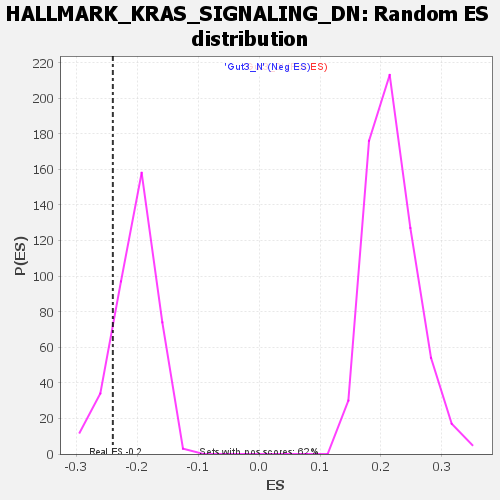 HALLMARK_KRAS_SIGNALING_DN: Random ES
distribution
'Gut3_N' (Neg ES)ES)
220
200
180
160
140
120
100
80
60
40
20
0
P(ES)
Real ES -0.2
Sets with pos scores: 62%
-0.3 -0.2 -0.1 0.0 0.1 0.2 0.3
ES